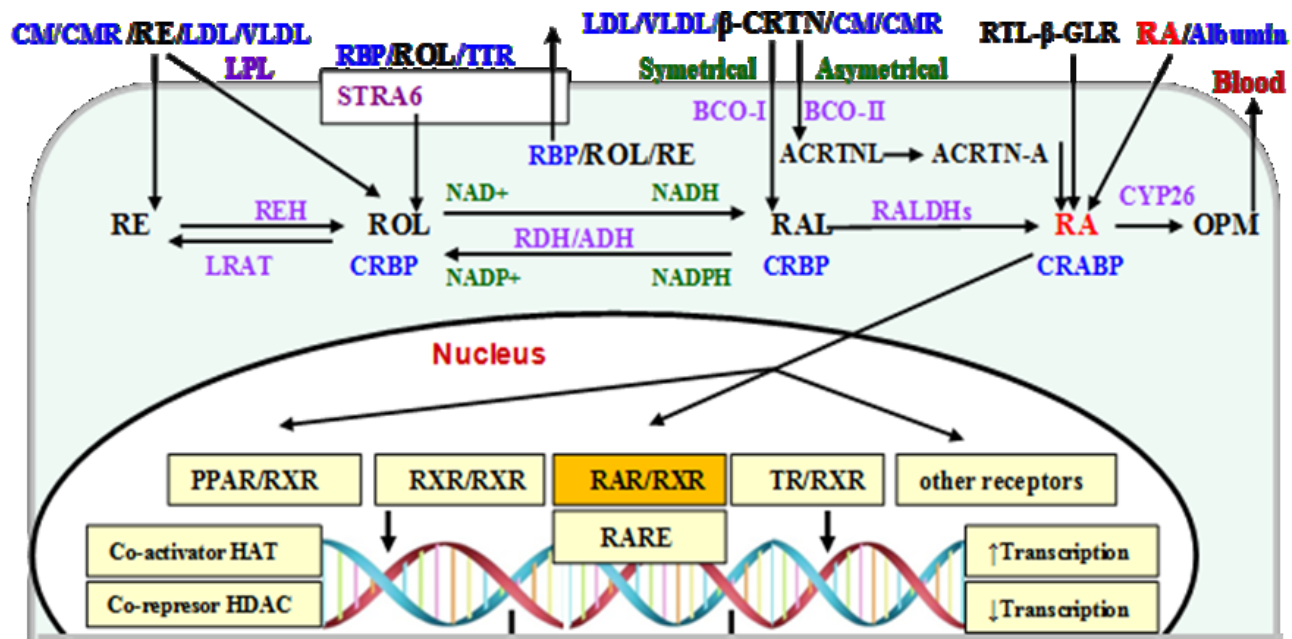 CM/CMR /RE/LDL/VLDL
LPL
RBP/ROL/TTR
STRA6
LDL/VLDL/β-CRTN/CM/CMR
Symetrical
Asymetrical
BCO-I
BCO-II
RTL-β-GLR
RA/Albumin
Blood
RBP/ROL/RE
ACRTNL
ACRTN-A
RE
REH
LRAT
ROL
CRBP
NAD+
NADH
RDH/ADH
NADP+
NADPH
RAL
CRBP
RALDHs
RA
CRABP
CYP26
OPM
Nucleus
PPAR/RXR
RXR/RXR
RAR/RXR
TR/RXR
other receptors
RARE
Co-activator HAT
Co-represor HDAC
↑Transcription
↓Transcription